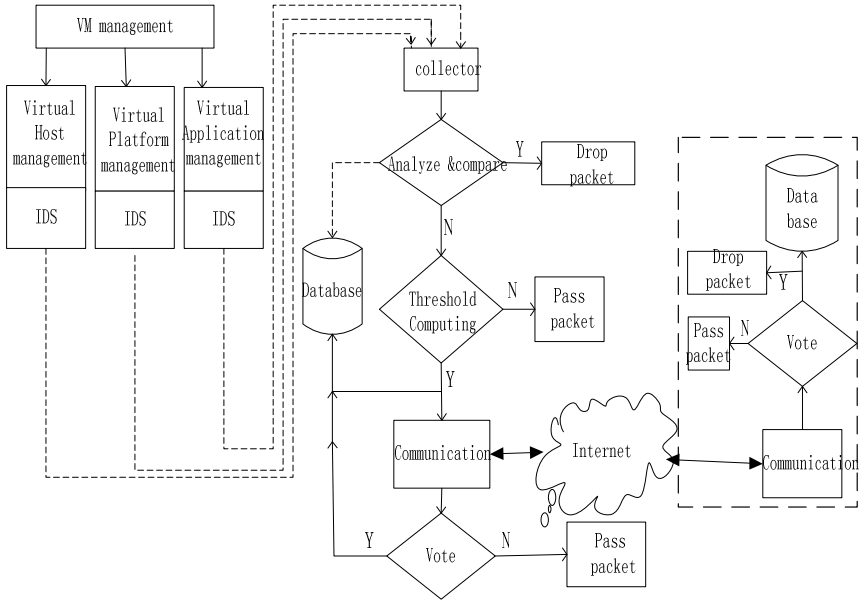 VM management
Virtual
Host
management
IDS
Virtual
Platform
management
IDS
Virtual
Application
management
IDS
collector
Analyze &compare
Y
Drop
packet
N
Database
Threshold
Computing
N
Pass
packet
Y
Communication
Internet
Vote
Y
N
Pass
packet
Data
base
Drop
packet
Y
Pass
packet
N
Vote
Communication